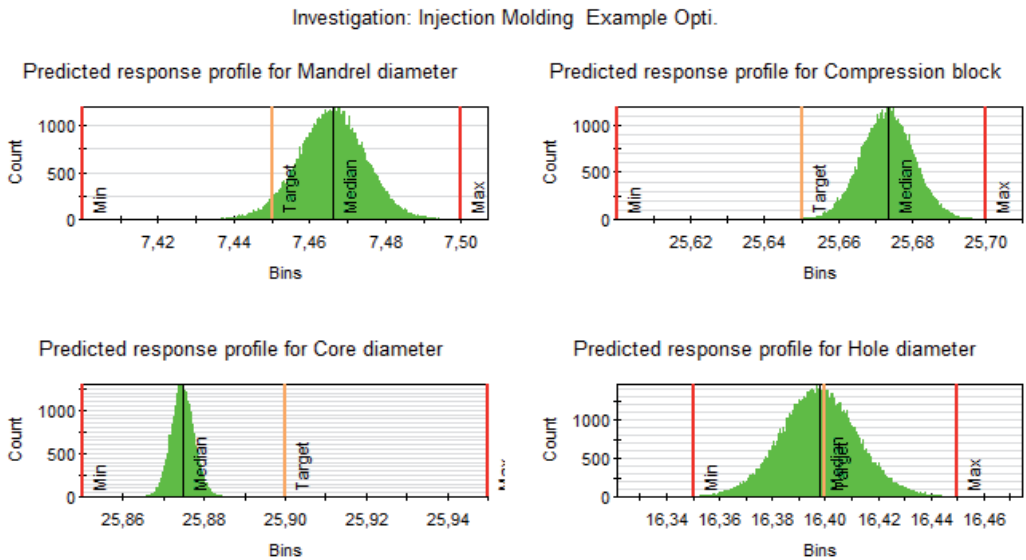 Investigation: Injection Molding  Example Opti.
Predicted response profile for Mandrel diameter
Count
1000
500
0
Min
Target
Median
Max
7,42
7,44
7,46
7,48
7,50
Bins
Predicted response profile for Compression block
Count
1000
500
0
Min
Target
Median
Max
25,62
25,64
25,66
25,68
25,70
Bins
Predicted response profile for Core diameter
Count
1000
500
0
Min
Median
Target
Max
25,86
25,88
25,90
25,92
25,94
Bins
Predicted response profile for Hole diameter
Count
1000
500
0
Min
Median
Target
Max
16,34
16,36
16,38
16,40
16,42
16,44
16,46
Bins